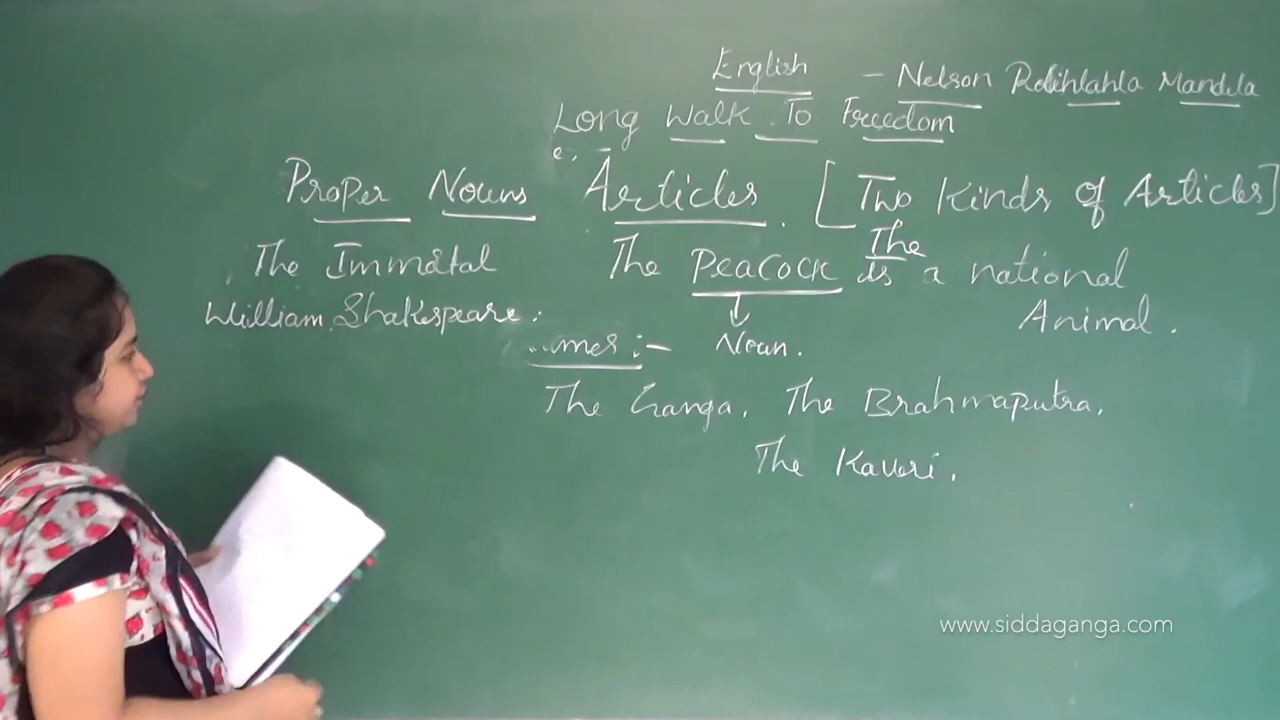 English - Nelson Rolihlahla Mandela
Long Walk To Freedom
Proper Nouns Articles [Two Kinds of Articles]
The
The Immortal The Peacock is a national
William Shakespeare. Animal.
Noun.
The Ganga. The Brahmaputra.
The Kaveri.
www.siddaganga.com